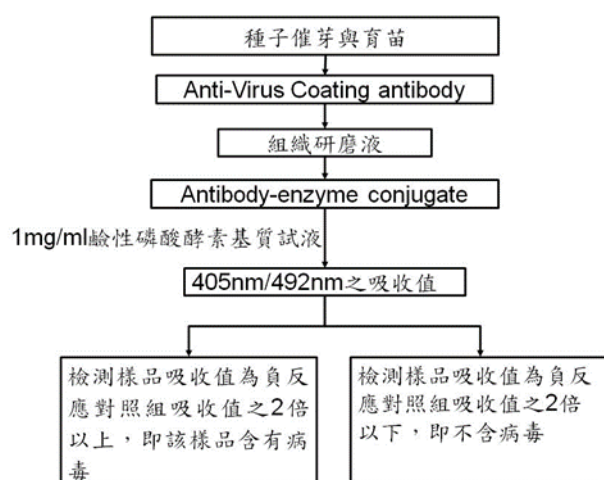 種子催芽與育苗
Anti-Virus Coating antibody
組織研磨液
Antibody-enzyme conjugate
1mg/ml鹼性磷酸酵素基質試液
405nm/492nm之吸收值
檢測樣品吸收值為負反
應對照組吸收值之2倍
以上，即該樣品含有病
毒
檢測樣品吸收值為負反
應對照組吸收值之2倍
以下，即不含病毒